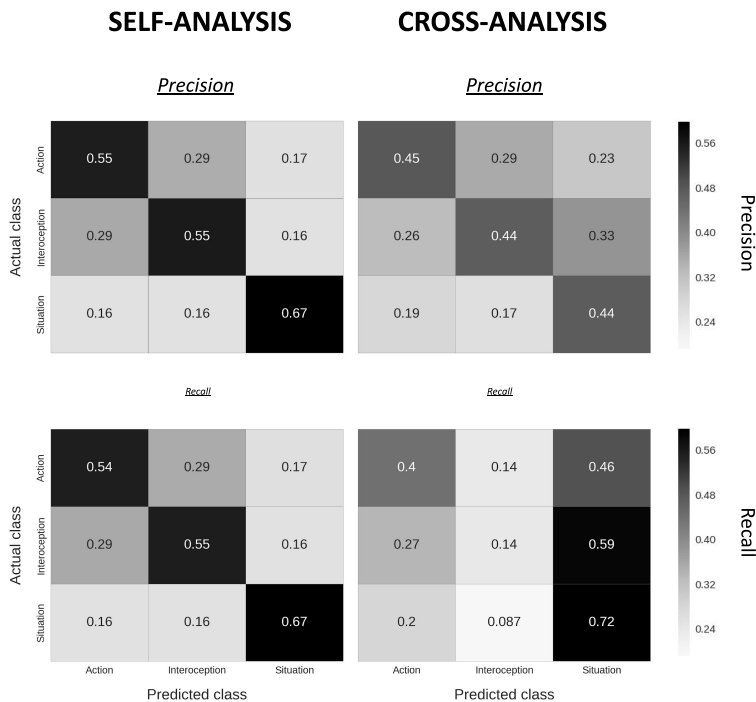 SELF-ANALYSIS CROSS-ANALYSIS
Precision Precision
Action 0.55 0.29 0.17 0.45 0.29 0.23
Interoception 0.29 0.55 0.16 0.26 0.44 0.33
Situation 0.16 0.16 0.67 0.19 0.17 0.44
Actual class
0.56
0.48
0.40
0.32
0.24
Precision
Recall Recall
Action 0.54 0.29 0.17 0.4 0.14 0.46
Interoception 0.29 0.55 0.16 0.27 0.14 0.59
Situation 0.16 0.16 0.67 0.2 0.087 0.72
Actual class
0.56
0.48
0.40
0.32
0.24
Recall
Action Interoception Situation Action Interoception Situation
Predicted class Predicted class